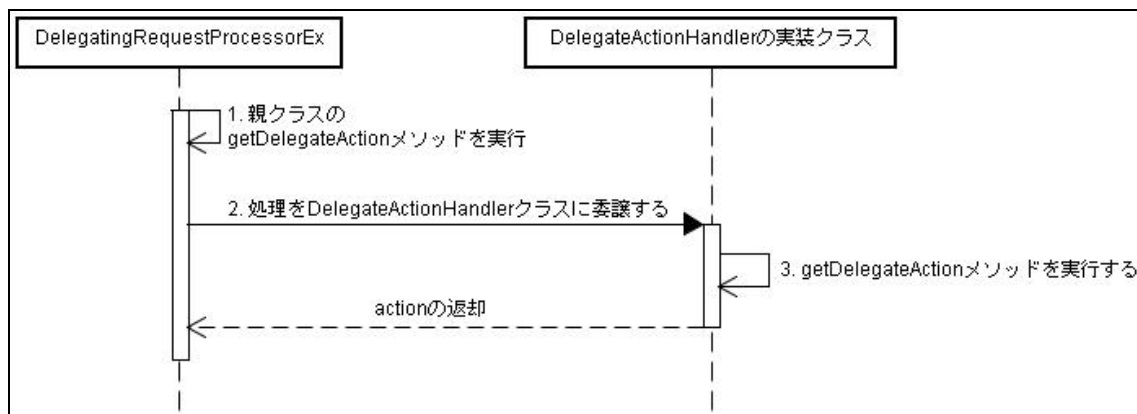 DelegatingRequestProcessorEx
DelegateActionHandlerの実装クラス
1. 親クラスの
getDelegateActionメソッドを実行
2. 処理をDelegateActionHandlerクラスに委譲する
3. getDelegateActionメソッドを実行する
actionの返却